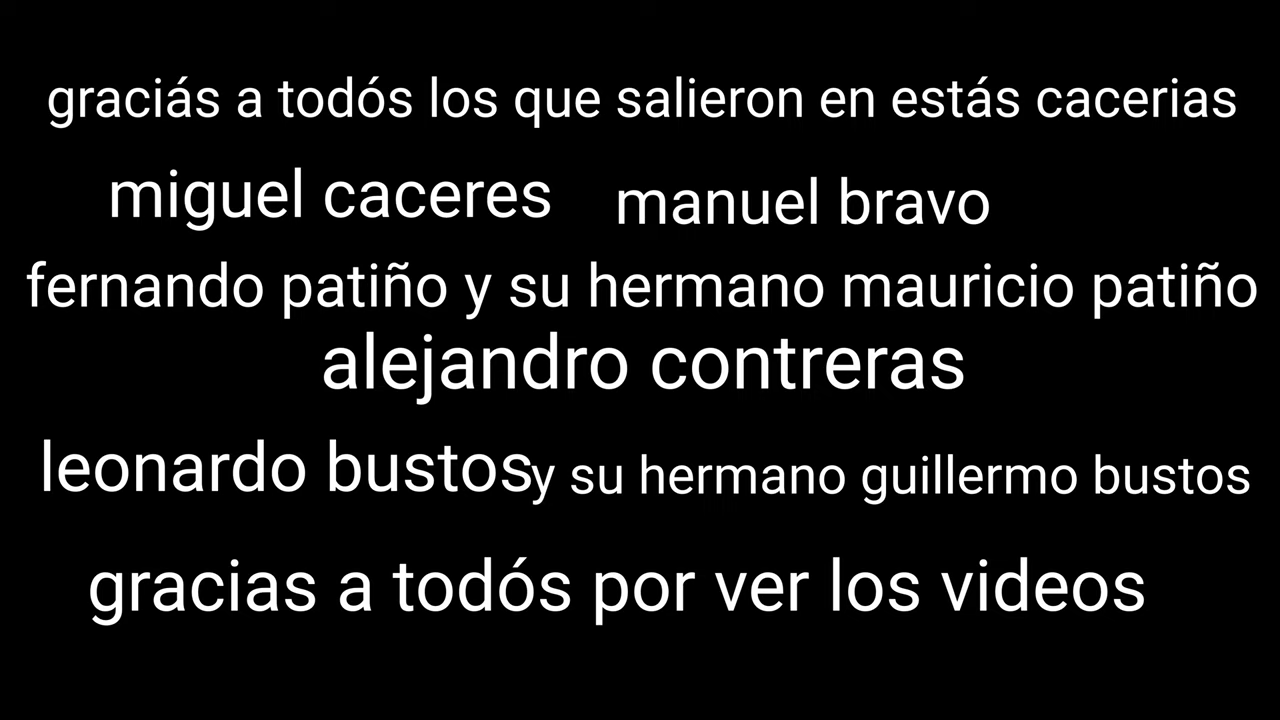 graciás a todós los que salieron en estás cacerias
miguel caceres manuel bravo
fernando patiño y su hermano mauricio patiño
alejandro contreras
leonardo bustos y su hermano guillermo bustos
gracias a todós por ver los videos